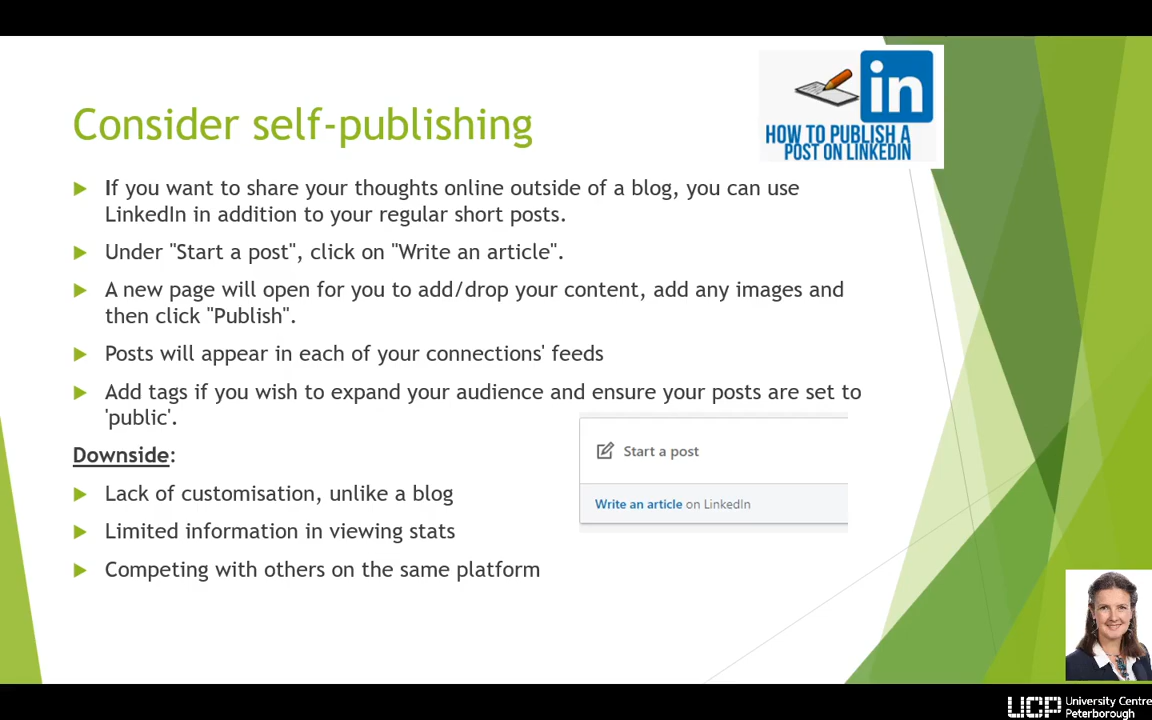 in
HOW TO PUBLISH A
POST ON LINKEDIN
Consider self-publishing
If you want to share your thoughts online outside of a blog, you can use
LinkedIn in addition to your regular short posts.
Under "Start a post", click on "Write an article".
A new page will open for you to add/drop your content, add any images and
then click "Publish".
Posts will appear in each of your connections' feeds
Add tags if you wish to expand your audience and ensure your posts are set to
'public'.
Downside:
Lack of customisation, unlike a blog
Limited information in viewing stats
Competing with others on the same platform
Start a post
Write an article on LinkedIn
UCP University Centre
Peterborough